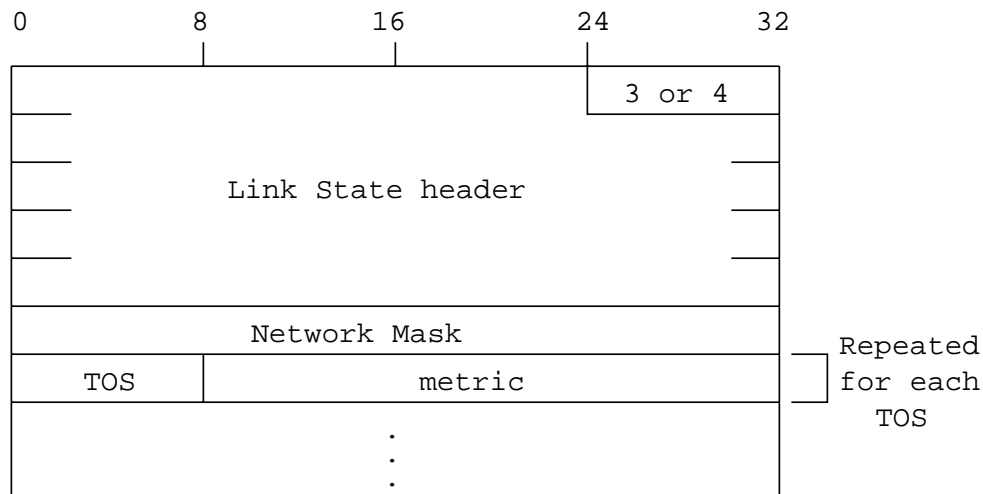 0 8 16 24 32
3 or 4
Link State header
Network Mask
TOS metric
Repeated
for each
TOS
.
.
.